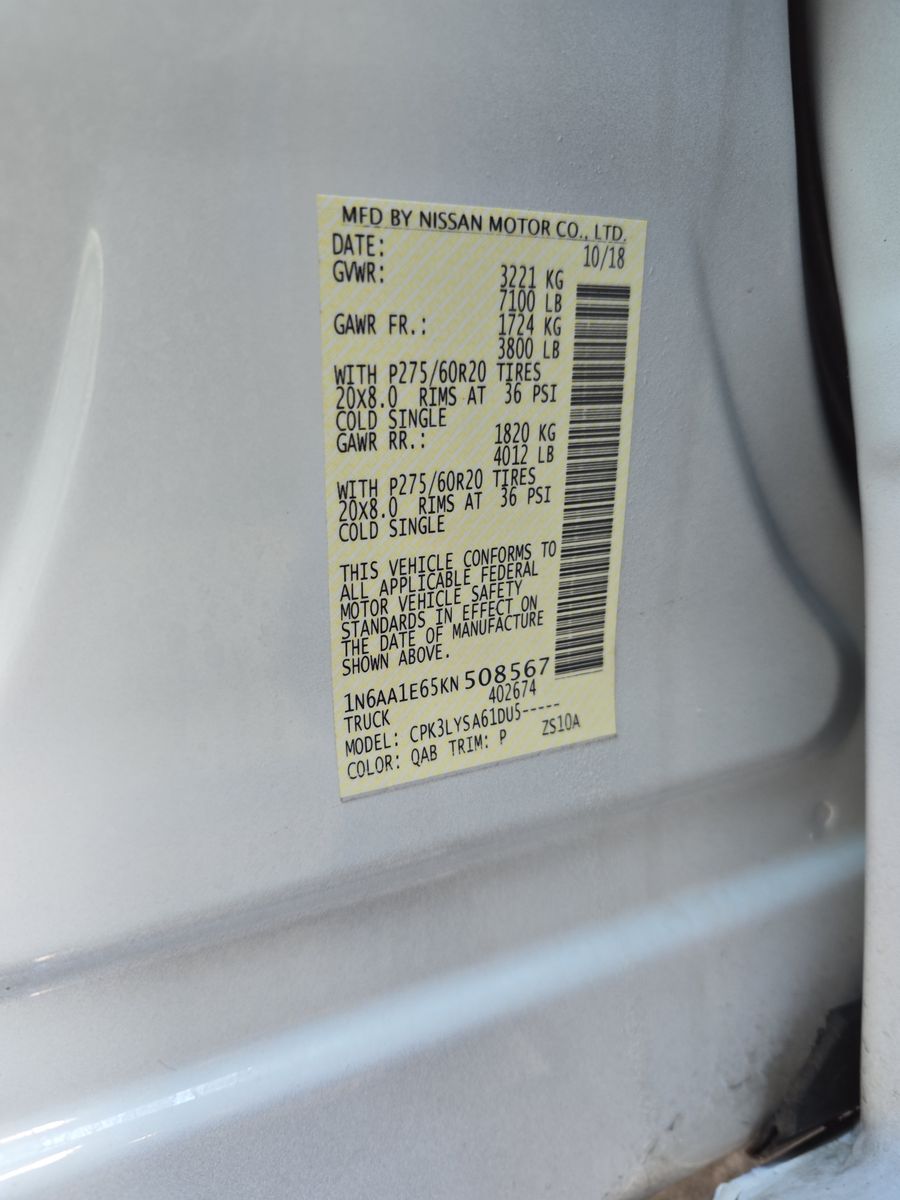 MFD BY NISSAN MOTOR CO., LTD.
DATE: 10/18
GVWR: 3221 KG
7100 LB
GAWR FR.: 1724 KG
3800 LB
WITH P275/60R20 TIRES
20X8.0 RIMS AT 36 PSI
COLD SINGLE
GAWR RR.: 1820 KG
4012 LB
WITH P275/60R20 TIRES
20X8.0 RIMS AT 36 PSI
COLD SINGLE
THIS VEHICLE CONFORMS TO
ALL APPLICABLE FEDERAL
MOTOR VEHICLE SAFETY
STANDARDS IN EFFECT ON
THE DATE OF MANUFACTURE
SHOWN ABOVE.
1N6AA1E65KN508567
TRUCK 402674
MODEL: CPK3LYSA61DU5-----
COLOR: QAB TRIM: P ZS10A